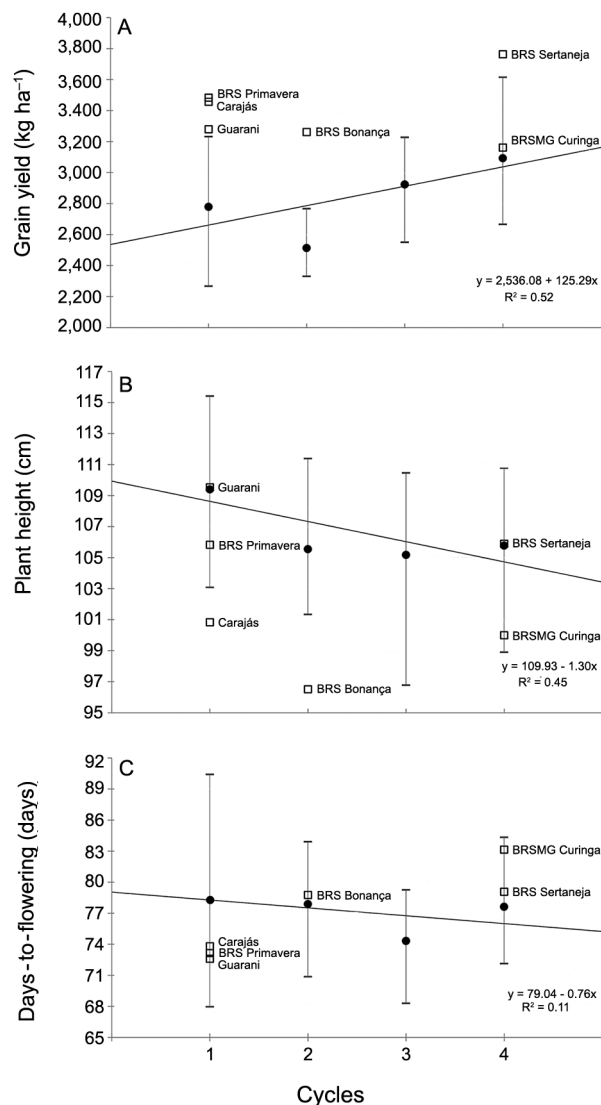 A
Grain yield (kg ha⁻¹)
4,000
3,800
3,600
3,400
3,200
3,000
2,800
2,600
2,400
2,200
2,000
BRS Primavera
Carajás
Guarani
BRS Bonança
BRS Sertaneja
BRSMG Curinga
y = 2,536.08 + 125.29x
R² = 0.52
B
Plant height (cm)
117
115
113
111
109
107
105
103
101
99
97
95
Guarani
BRS Primavera
Carajás
BRS Bonança
BRS Sertaneja
BRSMG Curinga
y = 109.93 - 1.30x
R² = 0.45
C
Days-to-flowering (days)
92
89
86
83
80
77
74
71
68
65
Carajás
BRS Primavera
Guarani
BRS Bonança
BRSMG Curinga
BRS Sertaneja
y = 79.04 - 0.76x
R² = 0.11
1 2 3 4
Cycles